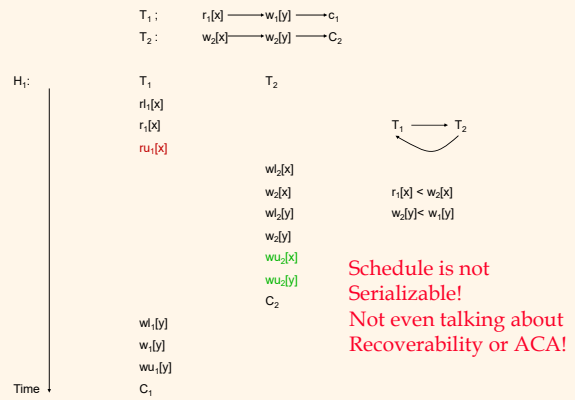 T₁ ; r₁[x] → w₁[y] → c₁
T₂ : w₂[x] → w₂[y] → C₂
H₁: T₁ T₂
rl₁[x]
r₁[x] T₁ → T₂
ru₁[x]
wl₂[x]
w₂[x] r₁[x] < w₂[x]
wl₂[y] w₂[y]< w₁[y]
w₂[y]
wu₂[x] Schedule is not
wu₂[y] Serializable!
C₂ Not even talking about
wl₁[y] Recoverability or ACA!
w₁[y]
wu₁[y]
Time C₁